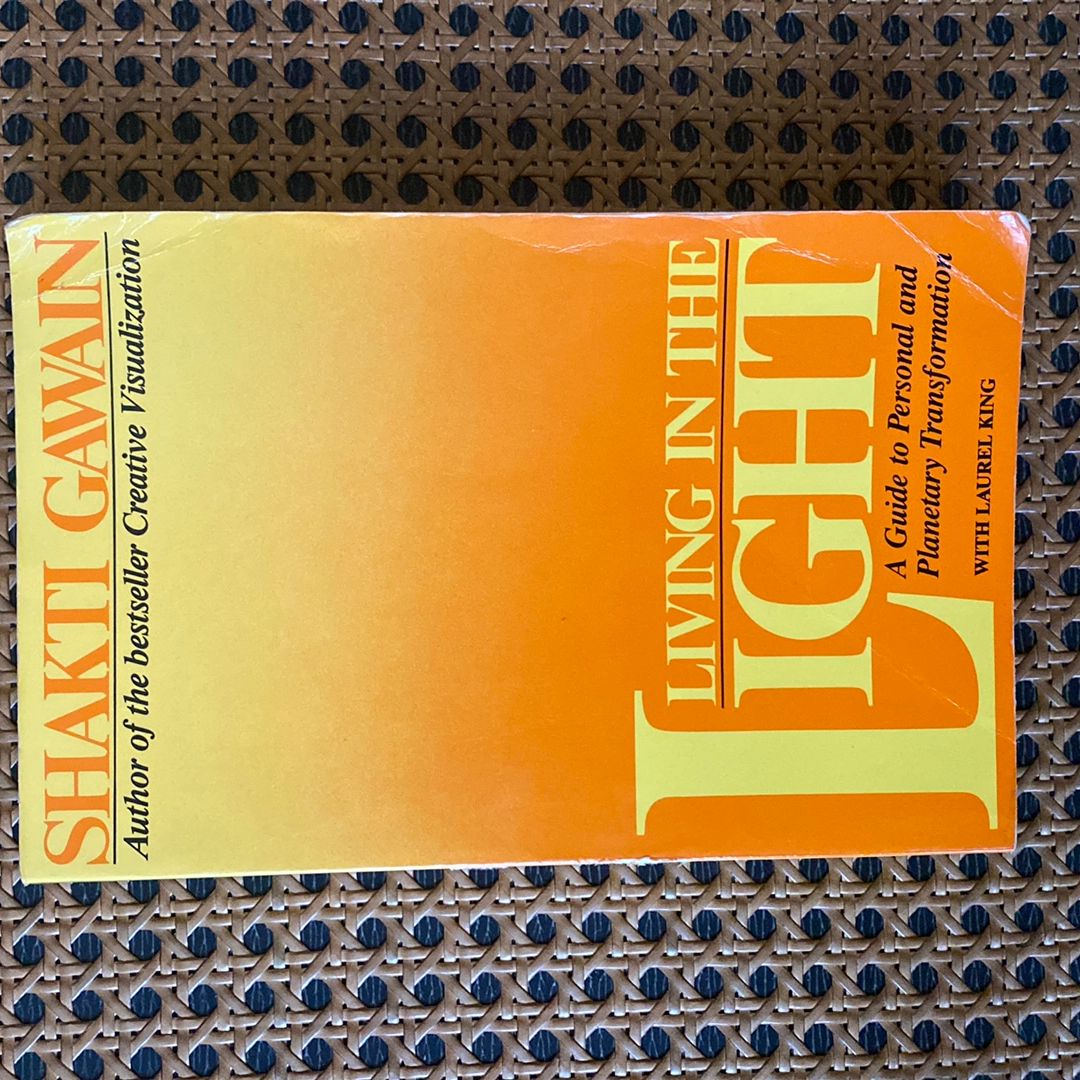 SHAKTI GAWAIN
Author of the bestseller Creative Visualization
LIVING IN THE
LIGHT
A Guide to Personal and
Planetary Transformation
WITH LAUREL KING